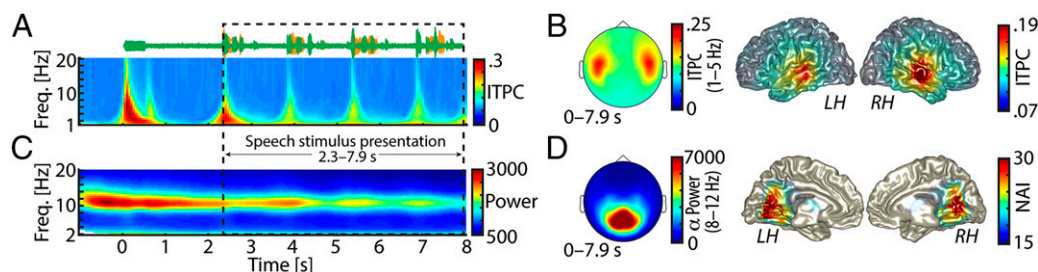 A
Freq. [Hz]
20
10
1
.3
0
ITPC
Speech stimulus presentation
2.3–7.9 s
B
0–7.9 s
.25
0
ITPC
(1–5 Hz)
LH
RH
.19
.07
ITPC
C
Freq. [Hz]
20
10
2
0 1 2 3 4 5 6 7 8
Time [s]
3000
Power
500
D
0–7.9 s
7000
0
α Power
(8–12 Hz)
LH
RH
30
15
NAI